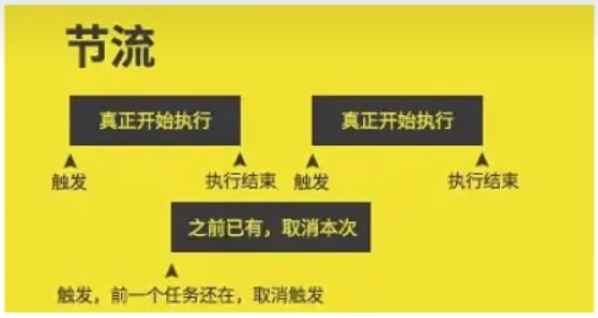 节流
真正开始执行 真正开始执行
触发 执行结束 触发 执行结束
之前已有，取消本次
触发，前一个任务还在，取消触发